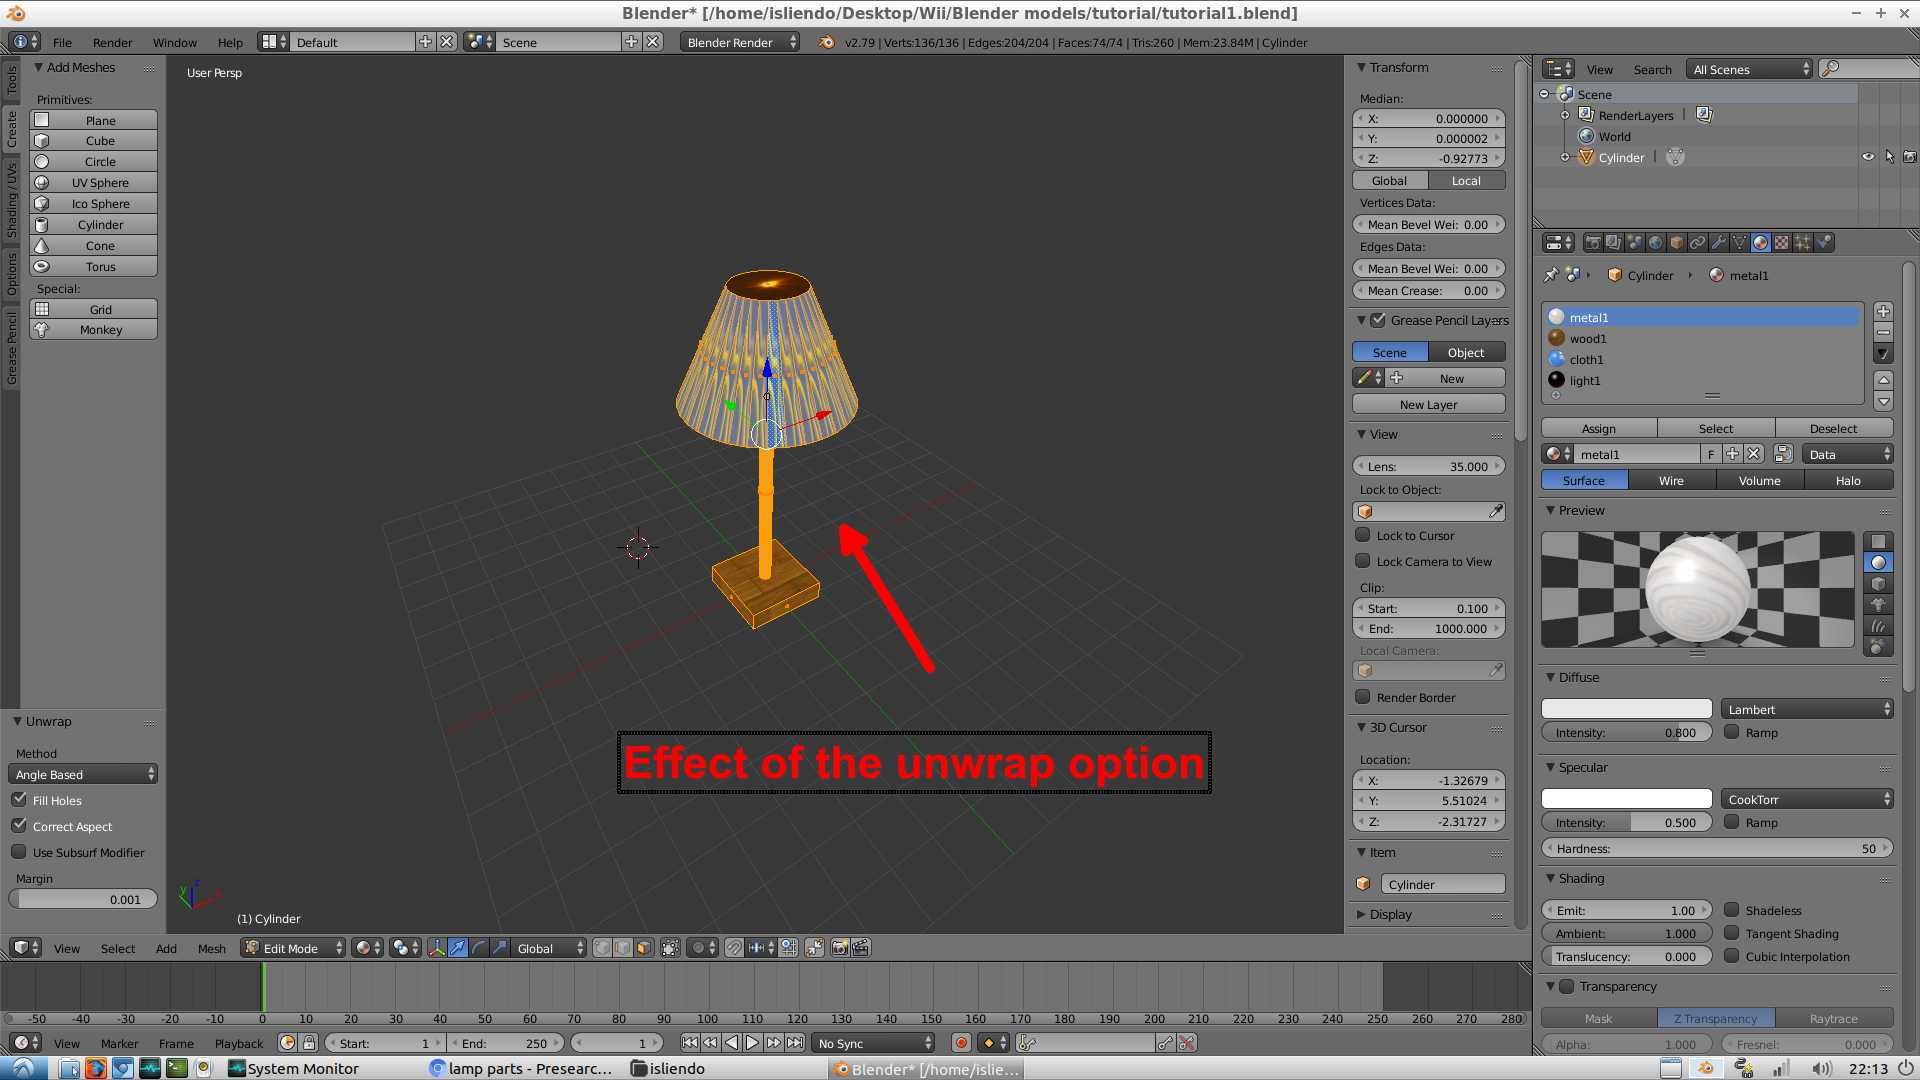 Blender* [/home/isliendo/Desktop/Wii/Blender models/tutorial/tutorial1.blend]
File Render Window Help Default Scene Blender Render v2.79 | Verts:136/136 | Edges:204/204 | Faces:74/74 | Tris:260 | Mem:23.84M | Cylinder
Tools
Create
Shading / UVs
Options
Grease Pencil
Add Meshes
Primitives:
Plane
Cube
Circle
UV Sphere
Ico Sphere
Cylinder
Cone
Torus
Special:
Grid
Monkey
Unwrap
Method
Angle Based
Fill Holes
Correct Aspect
Use Subsurf Modifier
Margin
0.001
User Persp
Effect of the unwrap option
z
y
x
(1) Cylinder
View Select Add Mesh Edit Mode Global
Transform
Median:
X: 0.000000
Y: 0.000002
Z: -0.92773
Global Local
Vertices Data:
Mean Bevel Wei: 0.00
Edges Data:
Mean Bevel Wei: 0.00
Mean Crease: 0.00
Grease Pencil Layers
Scene Object
New
New Layer
View
Lens: 35.000
Lock to Object:
Lock to Cursor
Lock Camera to View
Clip:
Start: 0.100
End: 1000.000
Local Camera:
Render Border
3D Cursor
Location:
X: -1.32679
Y: 5.51024
Z: -2.31727
Item
Cylinder
Display
View Search All Scenes
Scene
RenderLayers
World
Cylinder
Cylinder metal1
metal1
wood1
cloth1
light1
Assign Select Deselect
metal1 F Data
Surface Wire Volume Halo
Preview
Diffuse
Lambert
Intensity: 0.800 Ramp
Specular
CookTorr
Intensity: 0.500 Ramp
Hardness: 50
Shading
Emit: 1.00 Shadeless
Ambient: 1.000 Tangent Shading
Translucency: 0.000 Cubic Interpolation
Transparency
Mask Z Transparency Raytrace
Alpha: 1.000 Fresnel: 0.000
-50 -40 -30 -20 -10 0 10 20 30 40 50 60 70 80 90 100 110 120 130 140 150 160 170 180 190 200 210 220 230 240 250 260 270 280
View Marker Frame Playback Start: 1 End: 250 1 No Sync
System Monitor lamp parts - Presearc... isliendo Blender* [/home/islie... 22:13